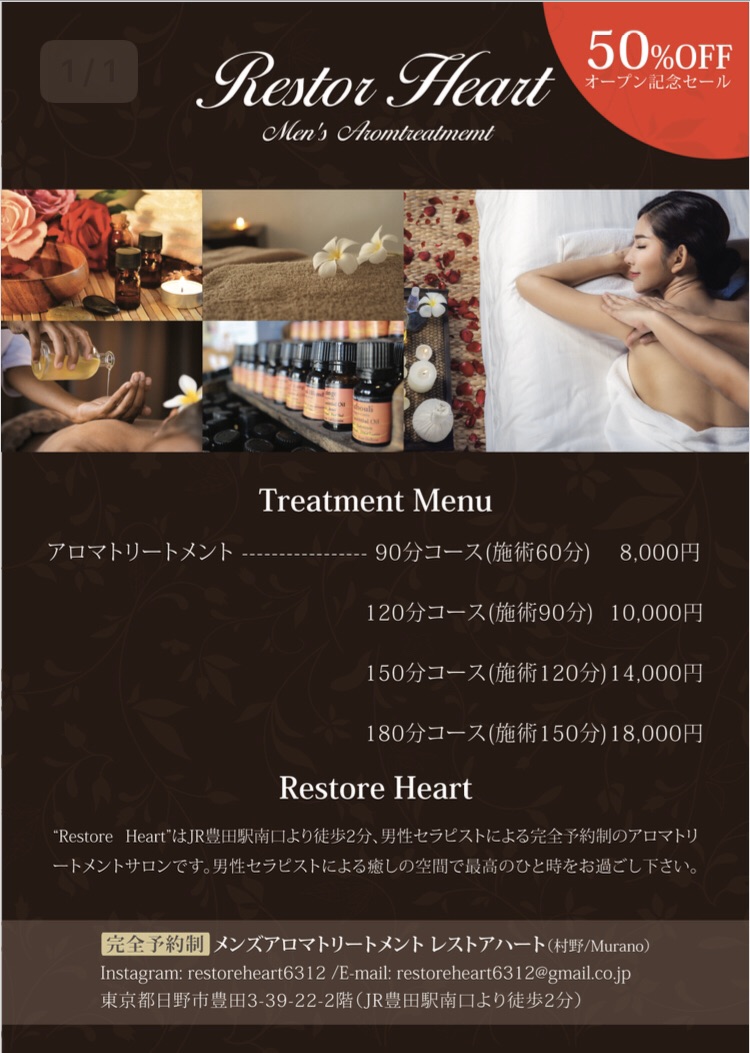 1/1
50%OFF
オープン記念セール
Restor Heart
Men's Aromtreatmemt
Treatment Menu
アロマトリートメント ----------------- 90分コース(施術60分) 8,000円
120分コース(施術90分) 10,000円
150分コース(施術120分)14,000円
180分コース(施術150分)18,000円
Restore Heart
“Restore Heart”はJR豊田駅南口より徒歩2分、男性セラピストによる完全予約制のアロマトリ
ートメントサロンです。男性セラピストによる癒しの空間で最高のひと時をお過ごし下さい。
完全予約制 メンズアロマトリートメント レストアハート(村野/Murano)
Instagram: restoreheart6312 /E-mail: restoreheart6312@gmail.co.jp
東京都日野市豊田3-39-22-2階(JR豊田駅南口より徒歩2分)